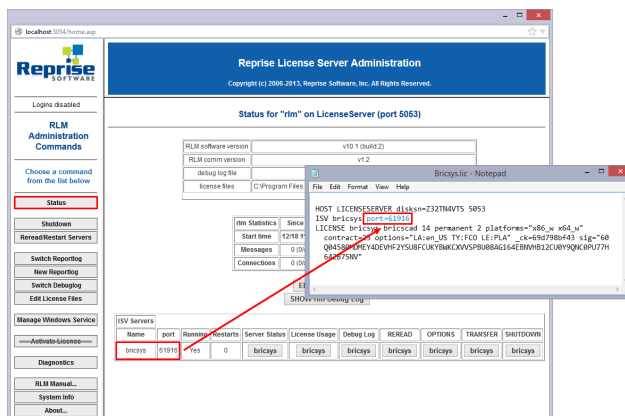 localhost:5054/home.asp
Reprise
SOFTWARE
Logins disabled
RLM
Administration
Commands
Choose a command
from the list below
Status
Shutdown
Reread/Restart Servers
Switch Reportlog
New Reportlog
Switch Debuglog
Edit License Files
Manage Windows Service
Activate License
Diagnostics
RLM Manual...
System Info
About...
Reprise License Server Administration
Copyright (c) 2006-2013, Reprise Software, Inc. All Rights Reserved.
Status for "rlm" on LicenseServer (port 5053)
RLM software version v10.1 (build:2)
RLM comm version v1.2
debug log file
license files C:\Program Files
rlm Statistics Since
Start time 12/18 1
Messages 0 (0/
Connections 0 (0/
SHOW rlm Debug Log
ISV Servers
Name port Running Restarts Server Status License Usage Debug Log REREAD OPTIONS TRANSFER SHUTDOWN
bricsys 61916 Yes 0 bricsys bricsys bricsys bricsys bricsys bricsys bricsys
Bricsys.lic - Notepad
File Edit Format View Help
HOST LICENSESERVER disksn=Z32TN4VTS 5053
ISV bricsys port=61916
LICENSE bricsys bricscad 14 permanent 2 platforms="x86_w x64_w"
options="LA:en_US TY:FCO LE:PLA" _ck=69d798bf43 sig="60